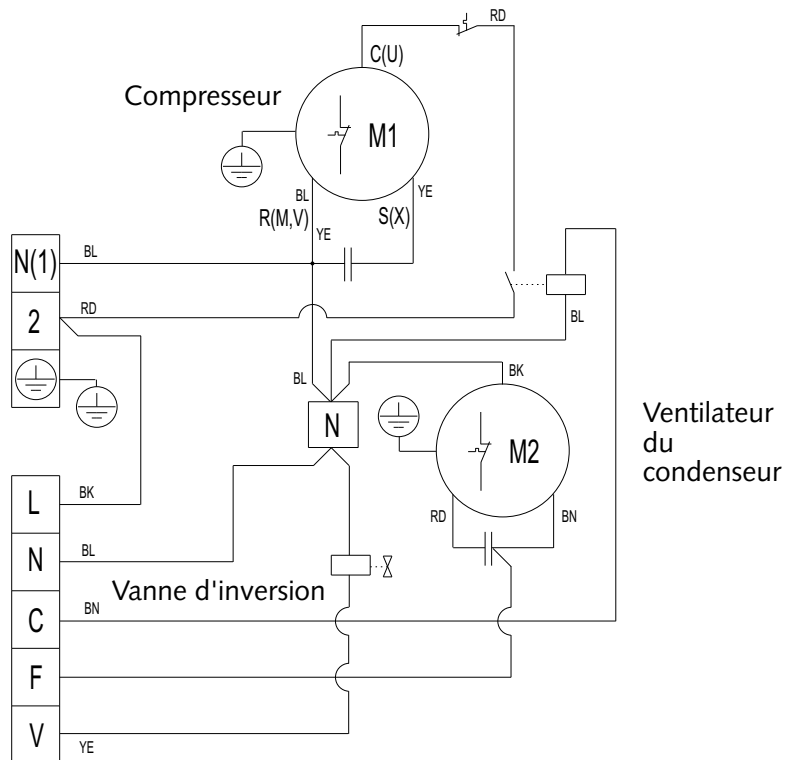 RD
C(U)
Compresseur
M1
BL
YE
R(M,V)
S(X)
YE
N(1)
BL
2
RD
BL
BL
BK
N
M2
Ventilateur
du
condenseur
RD
BN
L
BK
N
BL
Vanne d'inversion
C
BN
F
V
YE